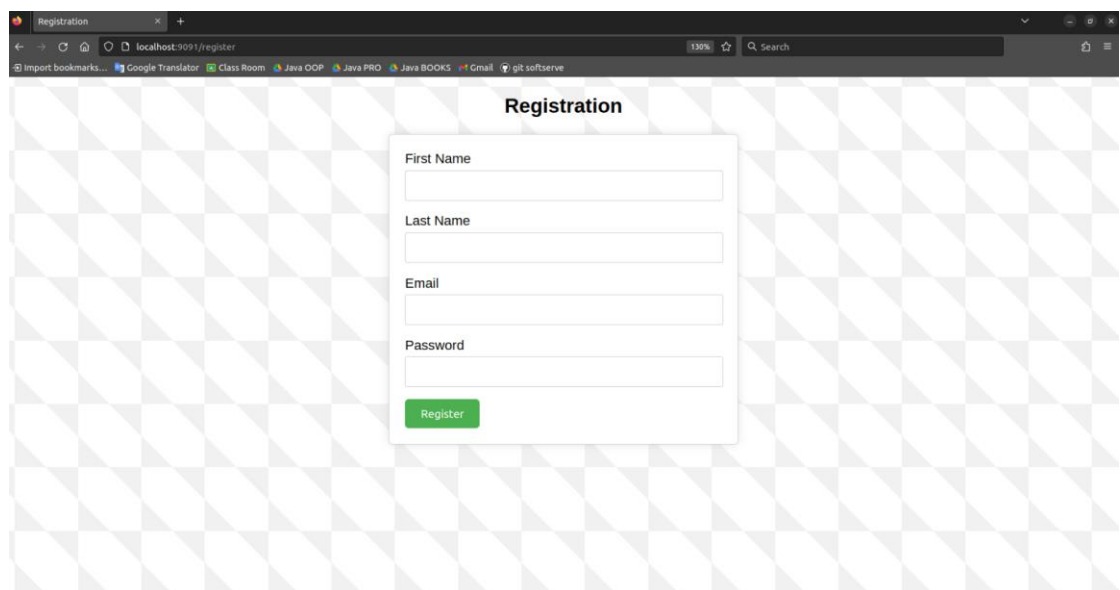 Registration
localhost:9091/register
130%
Search
Import bookmarks... Google Translator Class Room Java OOP Java PRO Java BOOKS Gmail git softserve
Registration
First Name
Last Name
Email
Password
Register